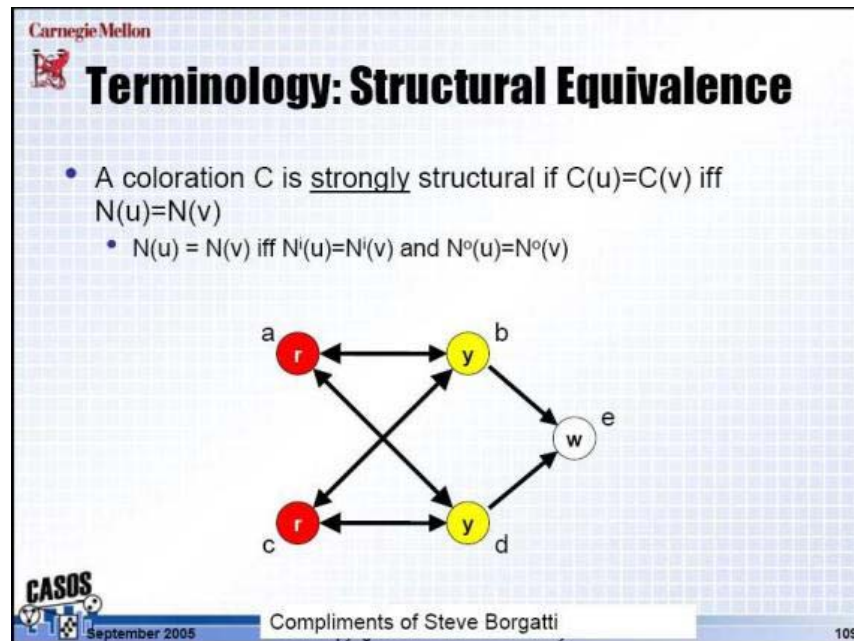 Carnegie Mellon
Terminology: Structural Equivalence
• A coloration C is strongly structural if C(u)=C(v) iff
N(u)=N(v)
• N(u) = N(v) iff Nⁱ(u)=Nⁱ(v) and Nᵒ(u)=Nᵒ(v)
a
r
b
y
e
w
c
r
d
y
CASOS
September 2005
Compliments of Steve Borgatti
109